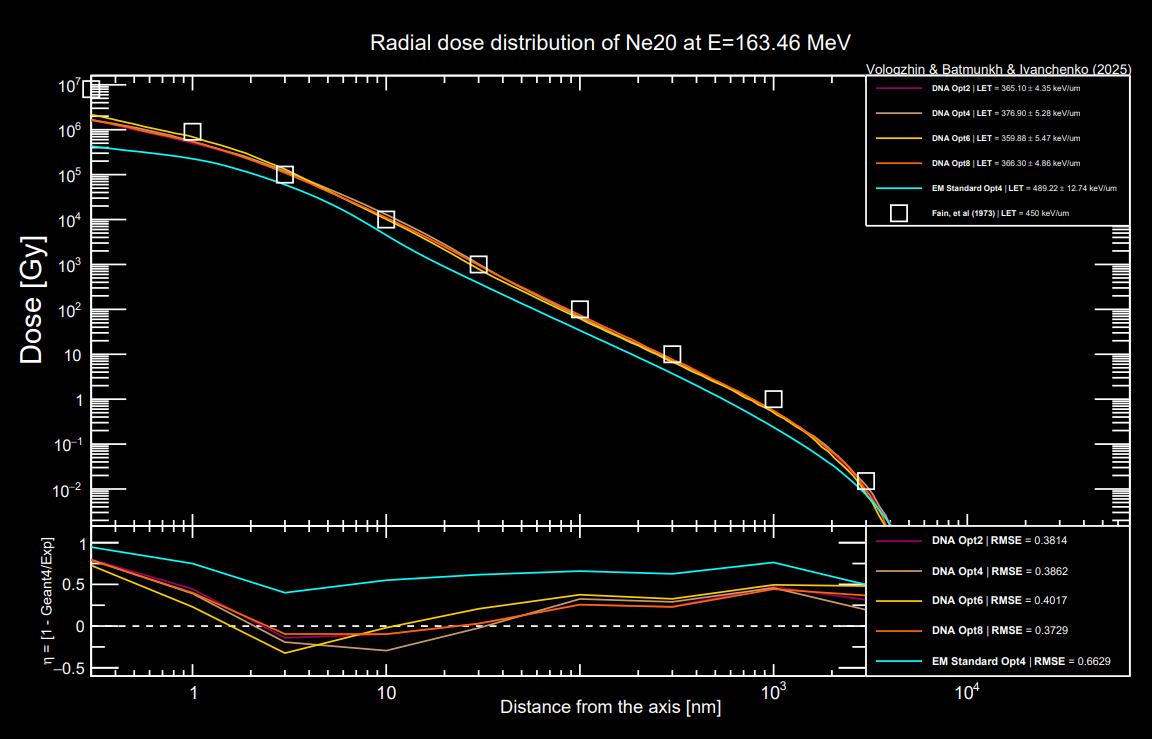 Radial dose distribution of Ne20 at E=163.46 MeV
Vologzhin & Batmunkh & Ivanchenko (2025)
DNA Opt2 | LET = 365.10 ± 4.35 keV/um
DNA Opt4 | LET = 376.90 ± 5.28 keV/um
DNA Opt6 | LET = 359.88 ± 5.47 keV/um
DNA Opt8 | LET = 366.30 ± 4.86 keV/um
EM Standard Opt4 | LET = 489.22 ± 12.74 keV/um
Fain, et al (1973) | LET = 450 keV/um
Dose [Gy]
10⁷
10⁶
10⁵
10⁴
10³
10²
10
1
10⁻¹
10⁻²
η = [1 - Geant4/Exp]
1
0.5
0
−0.5
DNA Opt2 | RMSE = 0.3814
DNA Opt4 | RMSE = 0.3862
DNA Opt6 | RMSE = 0.4017
DNA Opt8 | RMSE = 0.3729
EM Standard Opt4 | RMSE = 0.6629
1
10
10³
10⁴
Distance from the axis [nm]